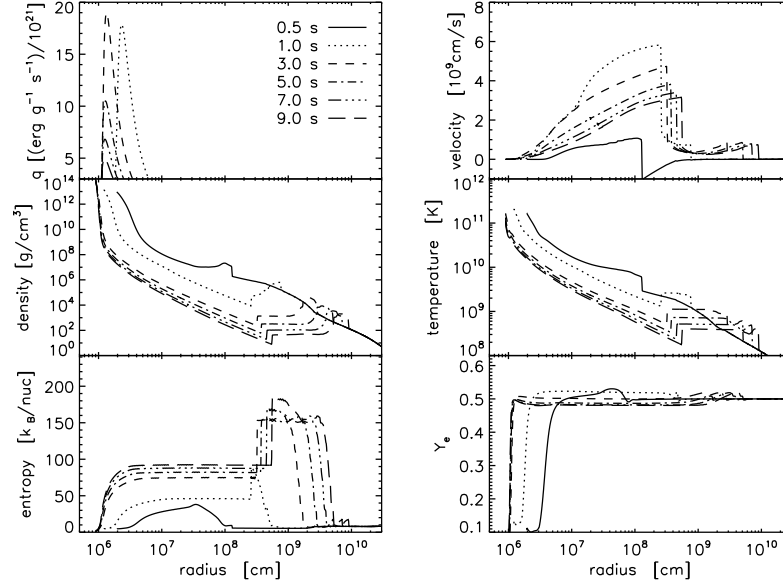 q [(erg g⁻¹ s⁻¹)/10²¹]
20
15
10
5
0.5 s
1.0 s
3.0 s
5.0 s
7.0 s
9.0 s
velocity [10⁹cm/s]
8
6
4
2
0
density [g/cm³]
10¹⁴
10¹²
10¹⁰
10⁸
10⁶
10⁴
10²
10⁰
temperature [K]
10¹²
10¹¹
10¹⁰
10⁹
10⁸
entropy [k_B/nuc]
200
150
100
50
0
10⁶ 10⁷ 10⁸ 10⁹ 10¹⁰
radius [cm]
Y_e
0.5
0.4
0.3
0.2
0.1
10⁶ 10⁷ 10⁸ 10⁹ 10¹⁰
radius [cm]